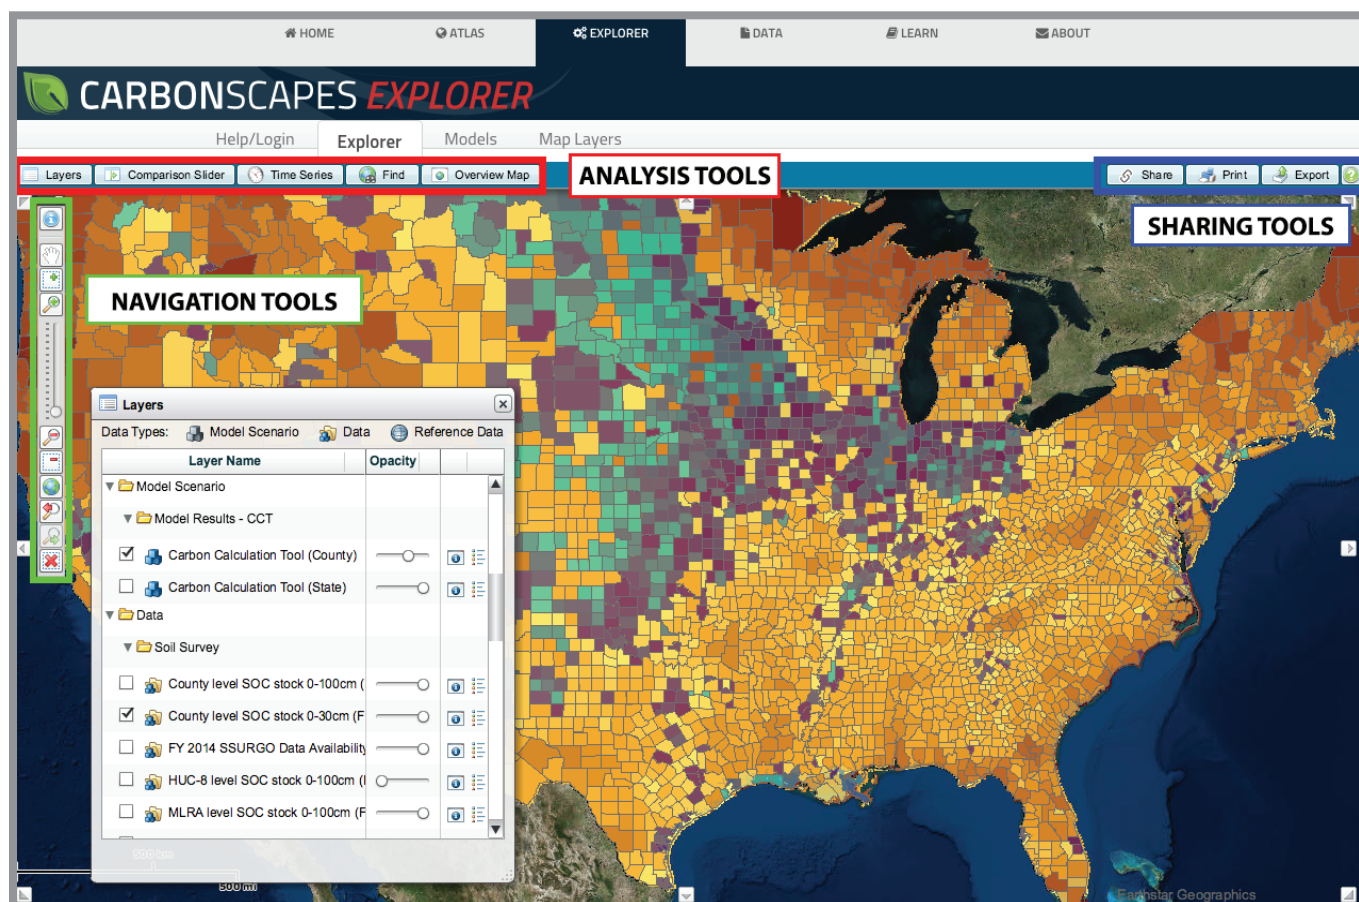 HOME ATLAS EXPLORER DATA LEARN ABOUT
CARBONSCAPES EXPLORER
Help/Login Explorer Models Map Layers
Layers Comparison Slider Time Series Find Overview Map
ANALYSIS TOOLS
Share Print Export ?
SHARING TOOLS
NAVIGATION TOOLS
Layers
Data Types: Model Scenario Data Reference Data
Layer Name Opacity
Model Scenario
Model Results - CCT
Carbon Calculation Tool (County)
Carbon Calculation Tool (State)
Data
Soil Survey
County level SOC stock 0-100cm (
County level SOC stock 0-30cm (F
FY 2014 SSURGO Data Availability
HUC-8 level SOC stock 0-100cm (
MLRA level SOC stock 0-100cm (F
500 km
500 mi
Earthstar Geographics